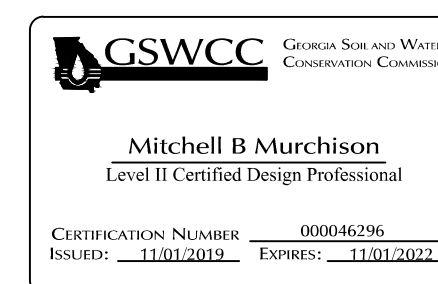 GSWCC
GEORGIA SOIL AND WATE
CONSERVATION COMMISSI
Mitchell B Murchison
Level II Certified Design Professional
CERTIFICATION NUMBER 000046296
ISSUED: 11/01/2019 EXPIRES: 11/01/2022